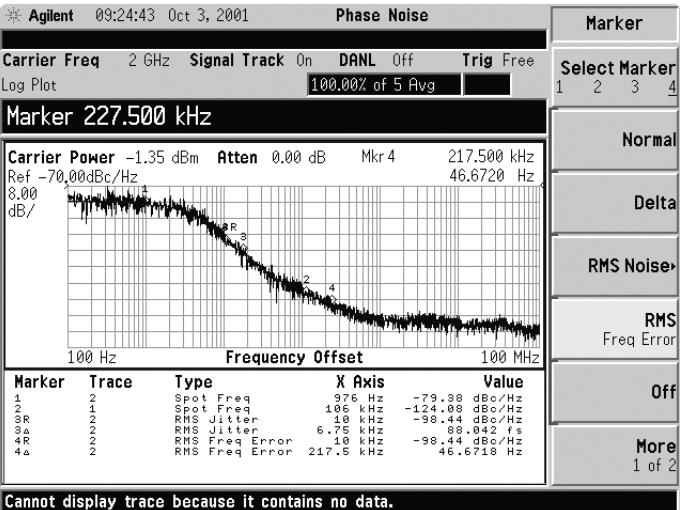 Agilent 09:24:43 Oct 3, 2001 Phase Noise
Marker
Carrier Freq 2 GHz Signal Track On DANL Off Trig Free
Log Plot 100.00% of 5 Avg
Select Marker
1 2 3 4
Marker 227.500 kHz
Normal
Carrier Power -1.35 dBm Atten 0.00 dB Mkr4 217.500 kHz
Ref -70.00dBc/Hz 46.6720 Hz
8.00
dB/
1
3R
3
2
4
Delta
RMS Noise
RMS
Freq Error
100 Hz Frequency Offset 100 MHz
Marker Trace Type X Axis Value
1 2 Spot Freq 976 Hz -79.38 dBc/Hz
2 1 Spot Freq 106 kHz -124.08 dBc/Hz
3R 2 RMS Jitter 10 kHz -98.44 dBc/Hz
3Δ 2 RMS Jitter 6.75 kHz 88.042 fs
4R 2 RMS Freq Error 10 kHz -98.44 dBc/Hz
4Δ 2 RMS Freq Error 217.5 kHz 46.6718 Hz
Off
More
1 of 2
Cannot display trace because it contains no data.